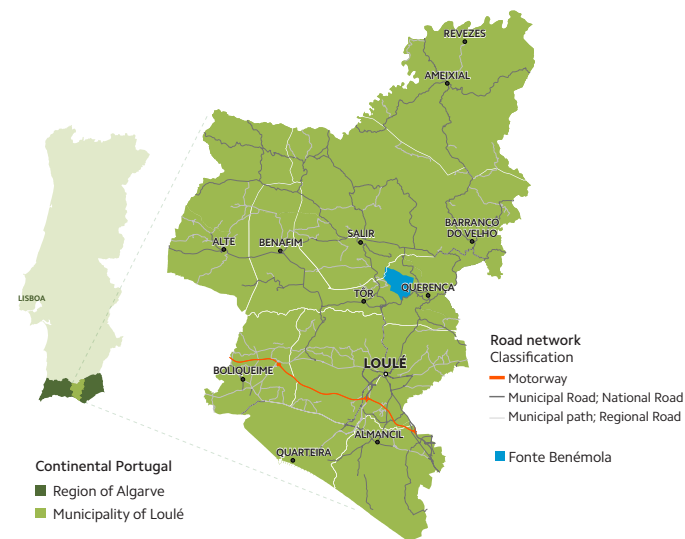 REVEZES
AMEIXIAL
BARRANCO
DO VELHO
SALIR
ALTE
BENAFIM
QUERENÇA
TÔR
LISBOA
LOULÉ
BOLIQUEIME
ALMANCIL
QUARTEIRA
Road network
Classification
Motorway
Municipal Road; National Road
Municipal path; Regional Road
Fonte Benémola
Continental Portugal
Region of Algarve
Municipality of Loulé